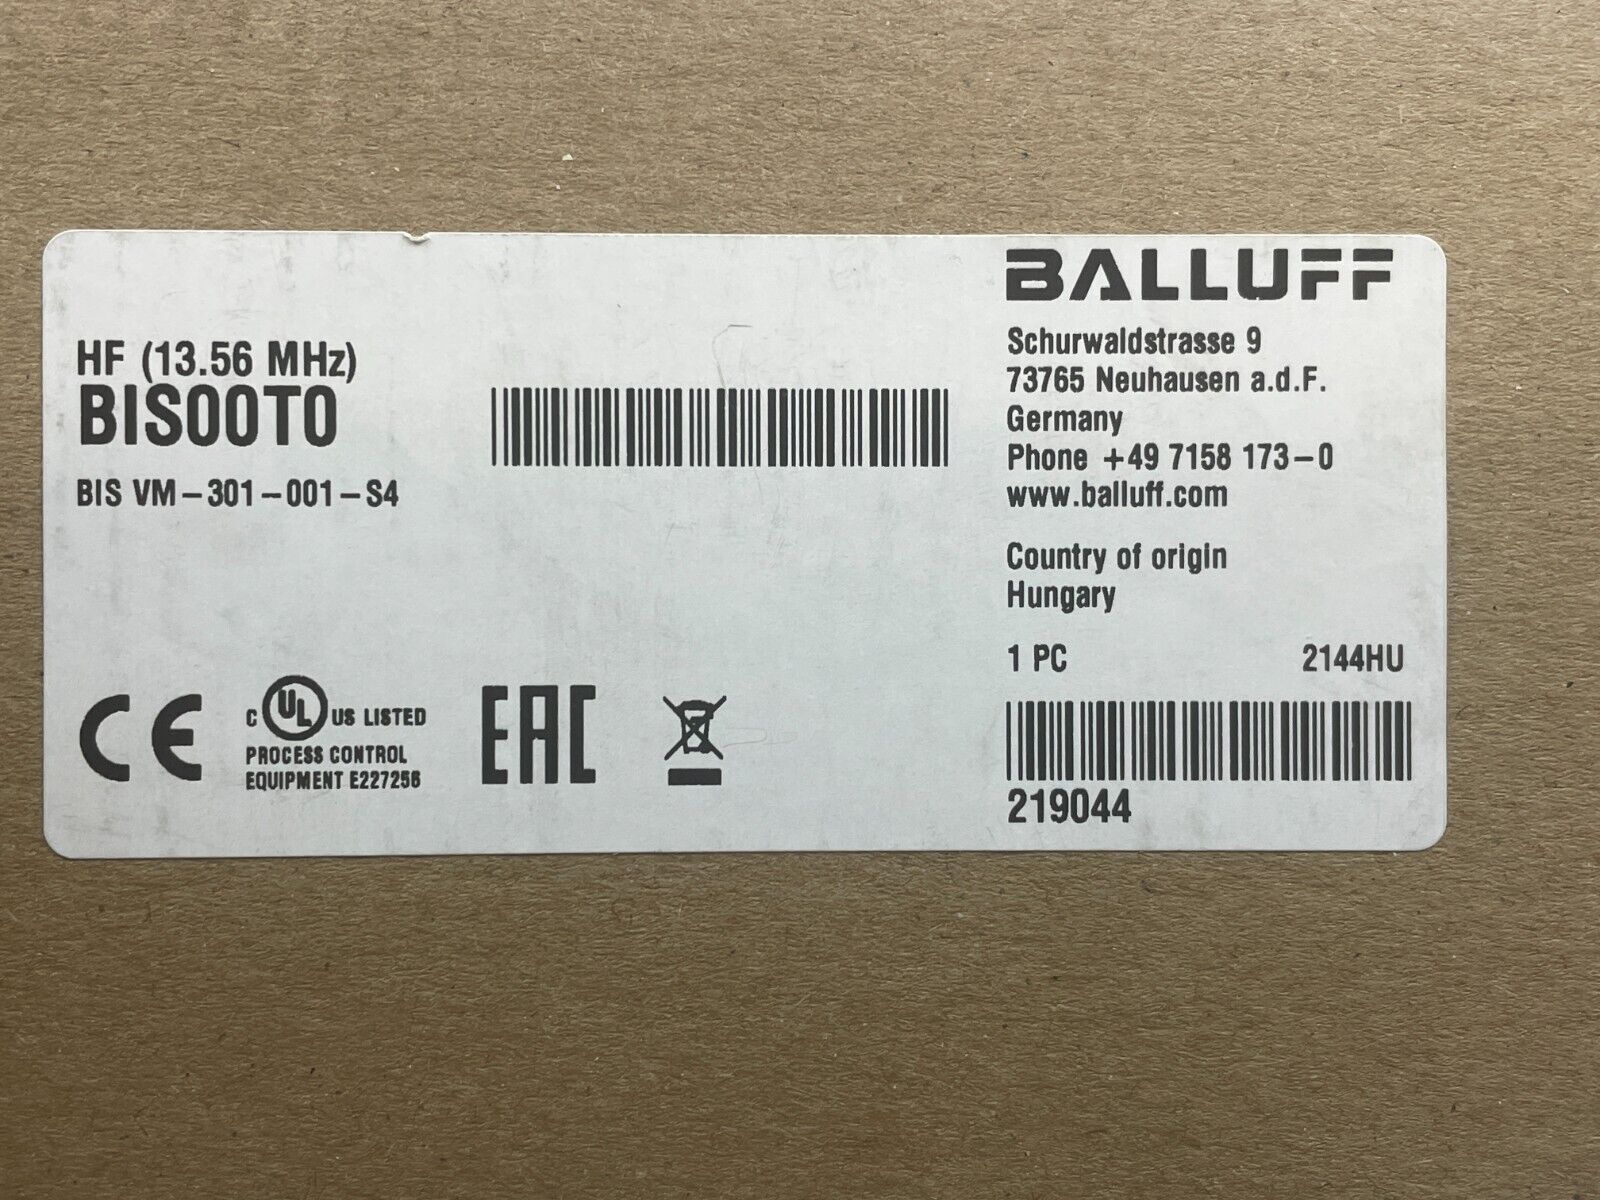 HF (13.56 MHz)
BIS00T0
BIS VM-301-001-S4
CE
C UL US LISTED
PROCESS CONTROL
EQUIPMENT E227256
EAC
BALLUFF
Schurwaldstrasse 9
73765 Neuhausen a.d.F.
Germany
Phone +49 7158 173-0
www.balluff.com
Country of origin
Hungary
1 PC 2144HU
219044